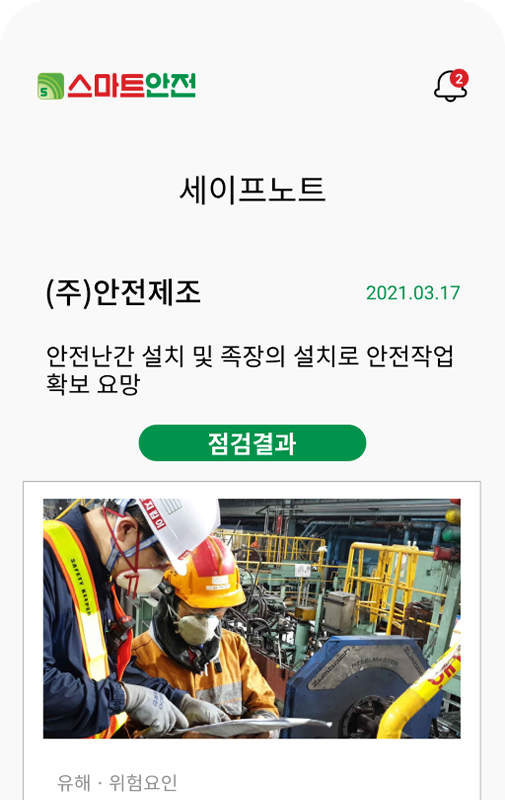 S 스마트안전
2
세이프노트
(주)안전제조
2021.03.17
안전난간 설치 및 족장의 설치로 안전작업
확보 요망
점검결과
SAFETY KEEPER
유해 · 위험요인